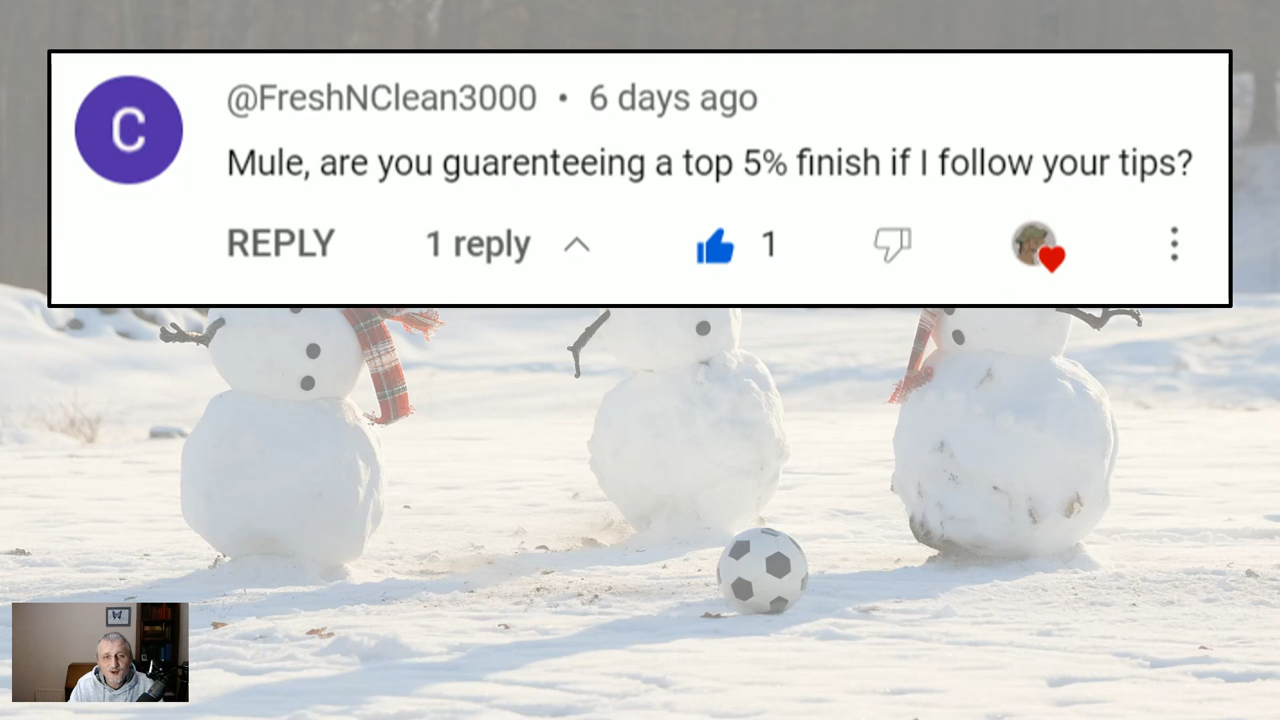 C
@FreshNClean3000 • 6 days ago
Mule, are you guarenteeing a top 5% finish if I follow your tips?
REPLY 1 reply 1